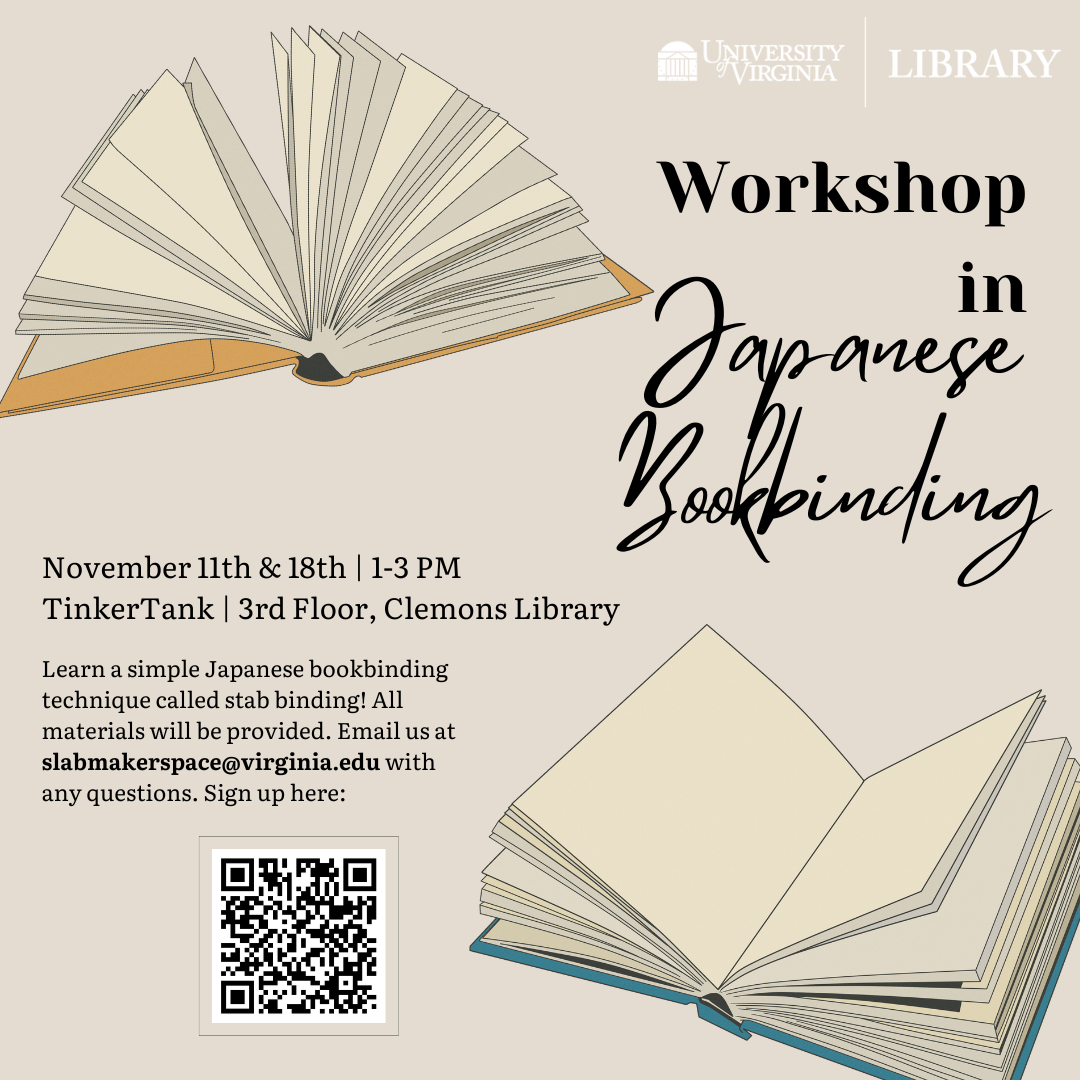 UNIVERSITY
of VIRGINIA
LIBRARY
Workshop
in
Japanese
Bookbinding
November 11th & 18th | 1-3 PM
TinkerTank | 3rd Floor, Clemons Library
Learn a simple Japanese bookbinding
technique called stab binding! All
materials will be provided. Email us at
slabmakerspace@virginia.edu with
any questions. Sign up here: